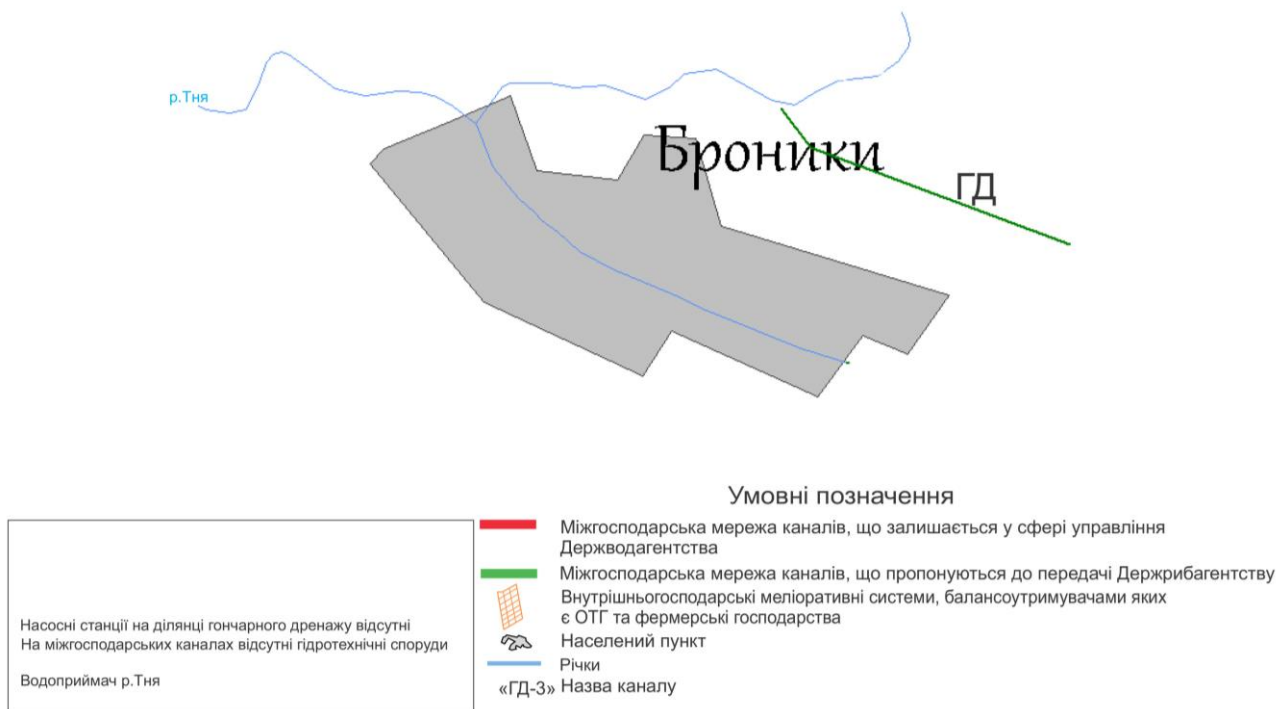 р.Тня
Броники
ГД
Умовні позначення
Міжгосподарська мережа каналів, що залишається у сфері управління
Держводагентства
Міжгосподарська мережа каналів, що пропонуються до передачі Держрибагентству
Внутрішньогосподарські меліоративні системи, балансоутримувачами яких
є ОТГ та фермерські господарства
Населений пункт
Річки
«ГД-3» Назва каналу
Насосні станції на ділянці гончарного дренажу відсутні
На міжгосподарських каналах відсутні гідротехнічні споруди
Водоприймач р.Тня